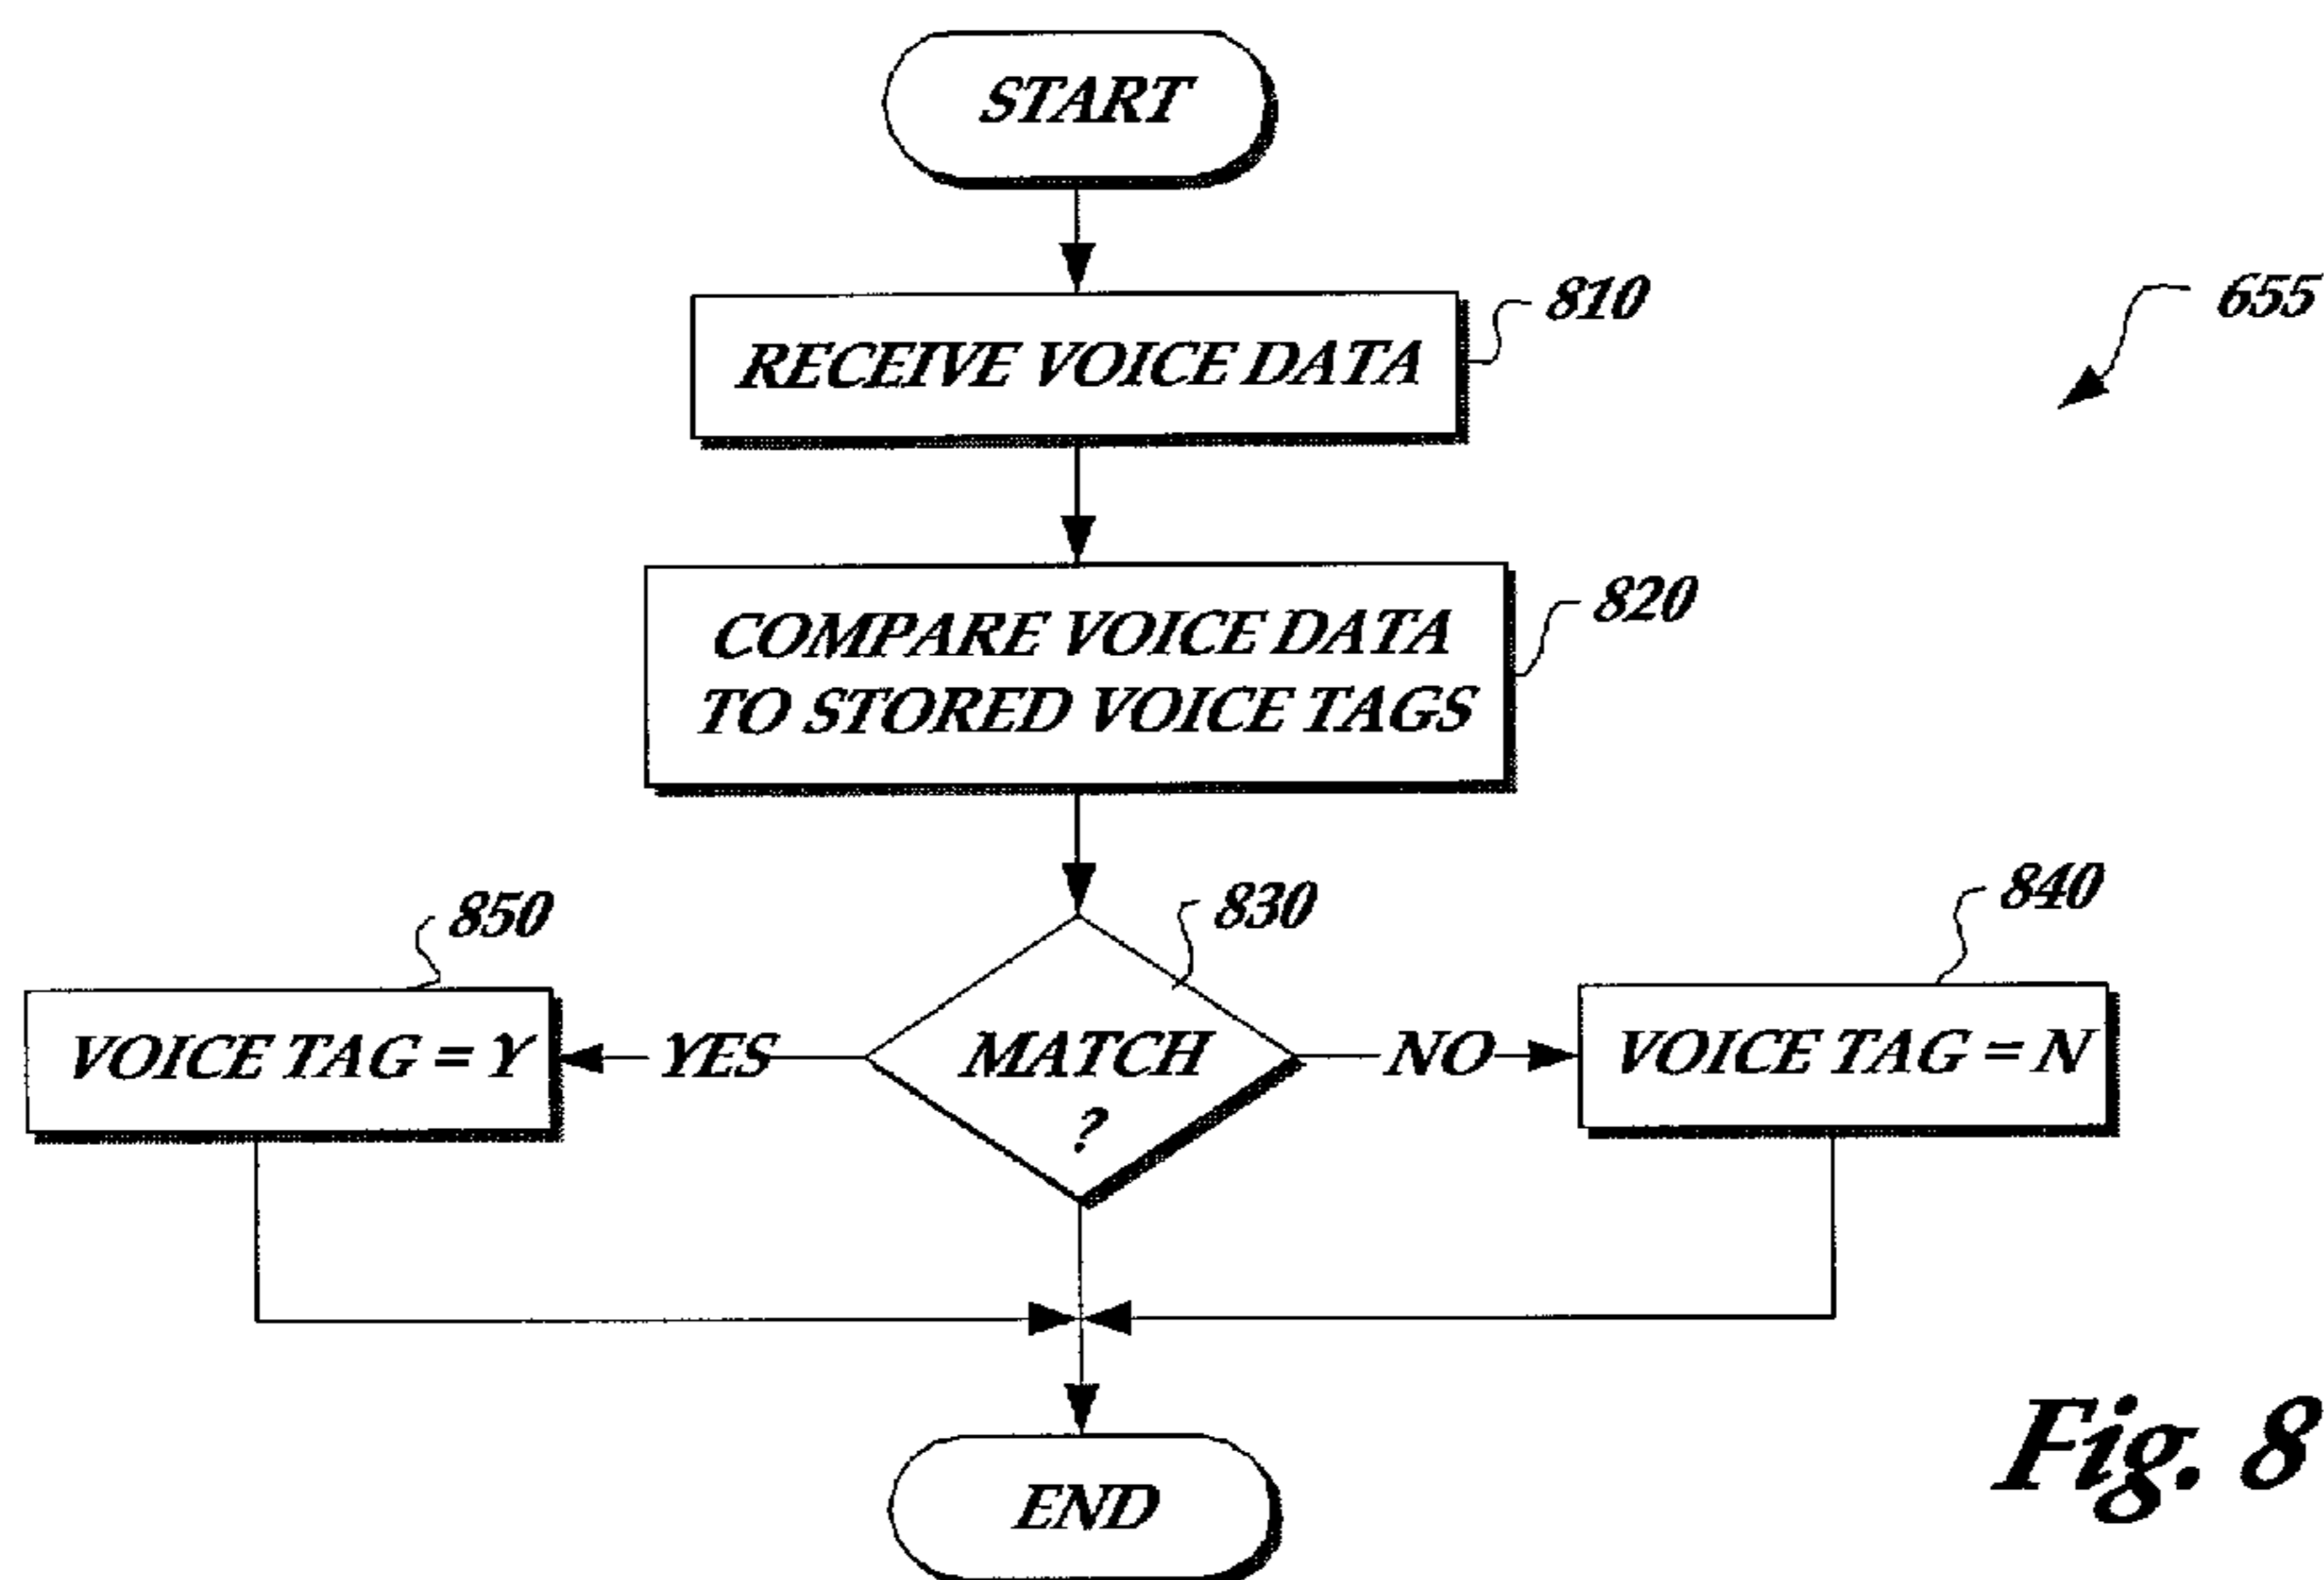 START
RECEIVE VOICE DATA
810
655
COMPARE VOICE DATA
TO STORED VOICE TAGS
820
850
830
840
VOICE TAG = Y
YES
MATCH
?
NO
VOICE TAG = N
END
Fig. 8